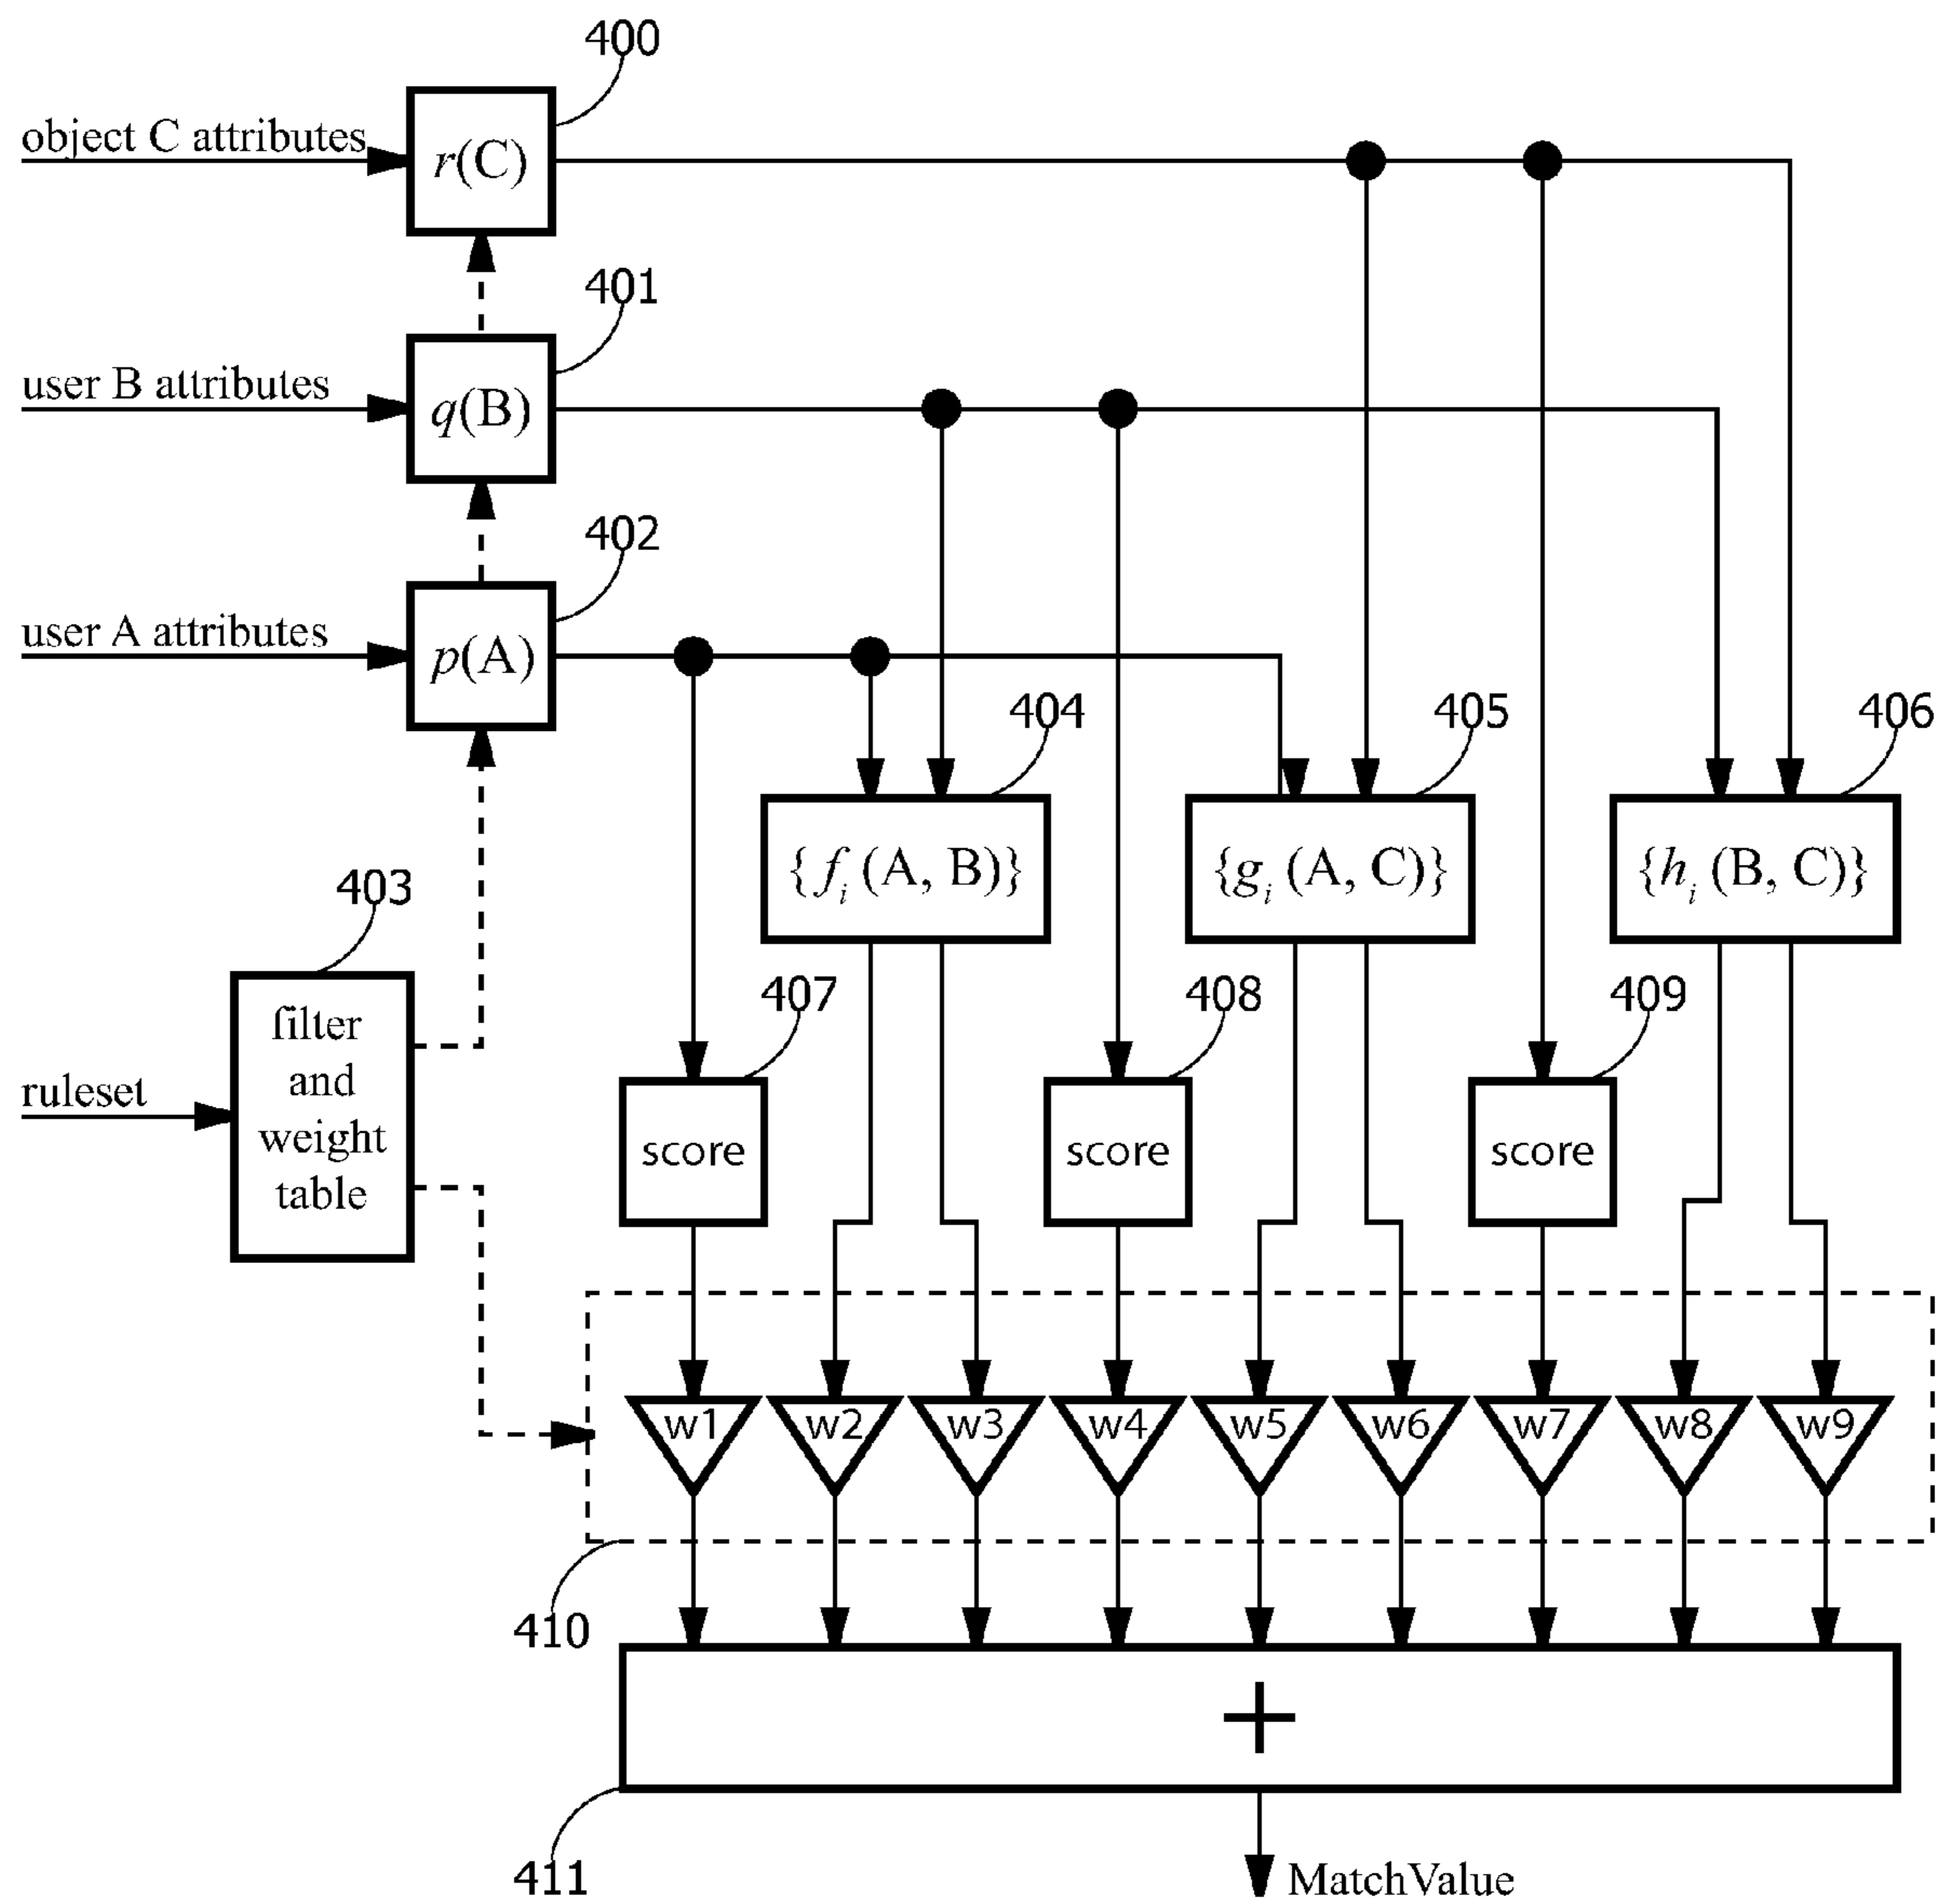 400
object C attributes
r(C)
401
user B attributes
q(B)
402
user A attributes
p(A)
404
405
406
{fi (A, B)}
{gi (A, C)}
{hi (B, C)}
403
filter
and
weight
table
ruleset
407
408
409
score
score
score
w1
w2
w3
w4
w5
w6
w7
w8
w9
410
+
411
MatchValue